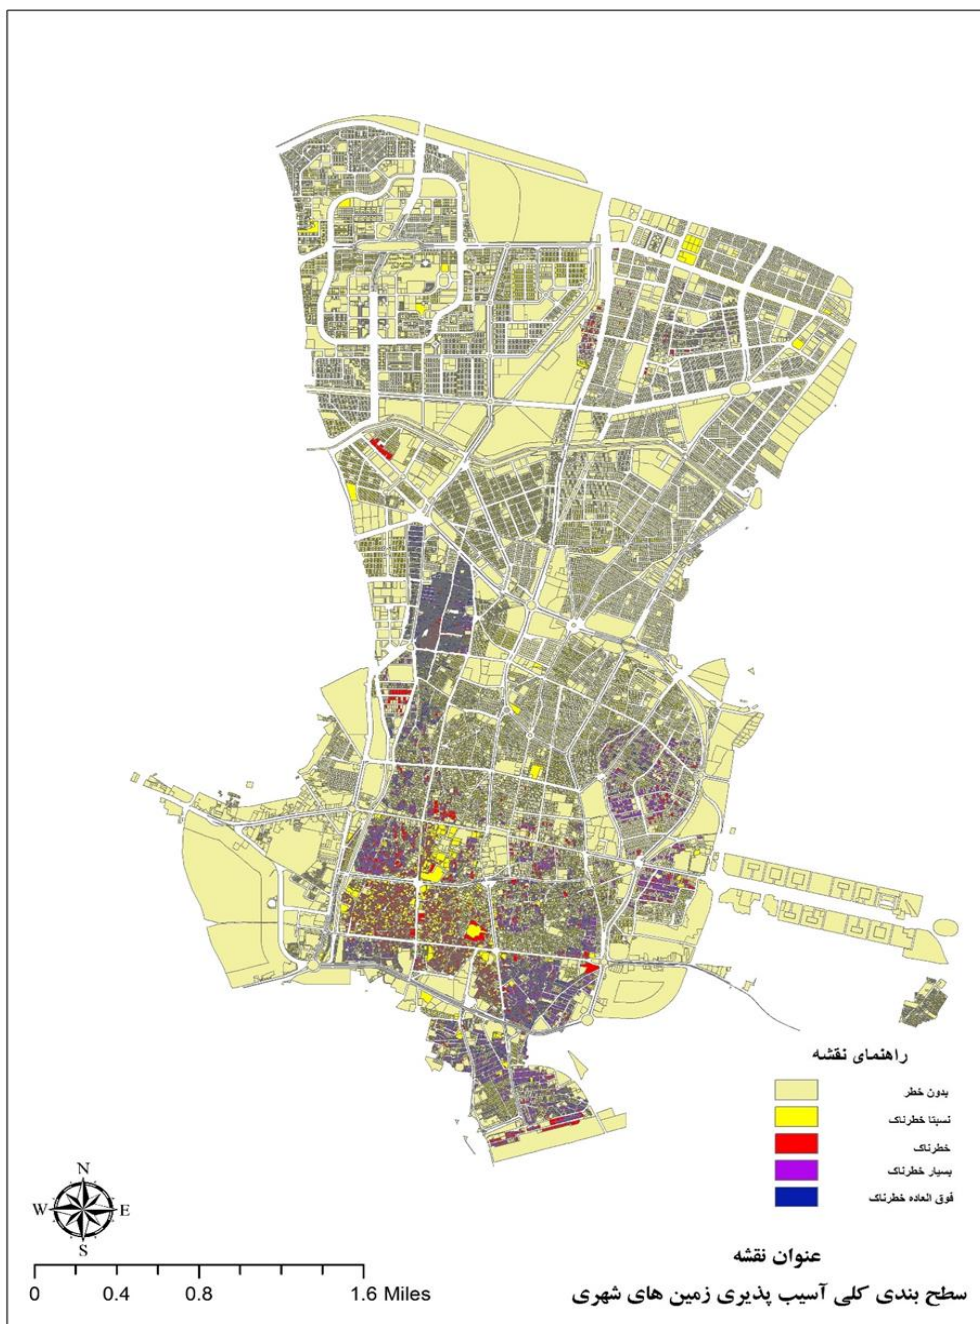 راهنمای نقشه
بدون خطر
نسبتا خطرناک
خطرناک
بسیار خطرناک
فوق العاده خطرناک
N
W E
S
0 0.4 0.8 1.6 Miles
عنوان نقشه
سطح بندی کلی آسیب پذیری زمین های شهری